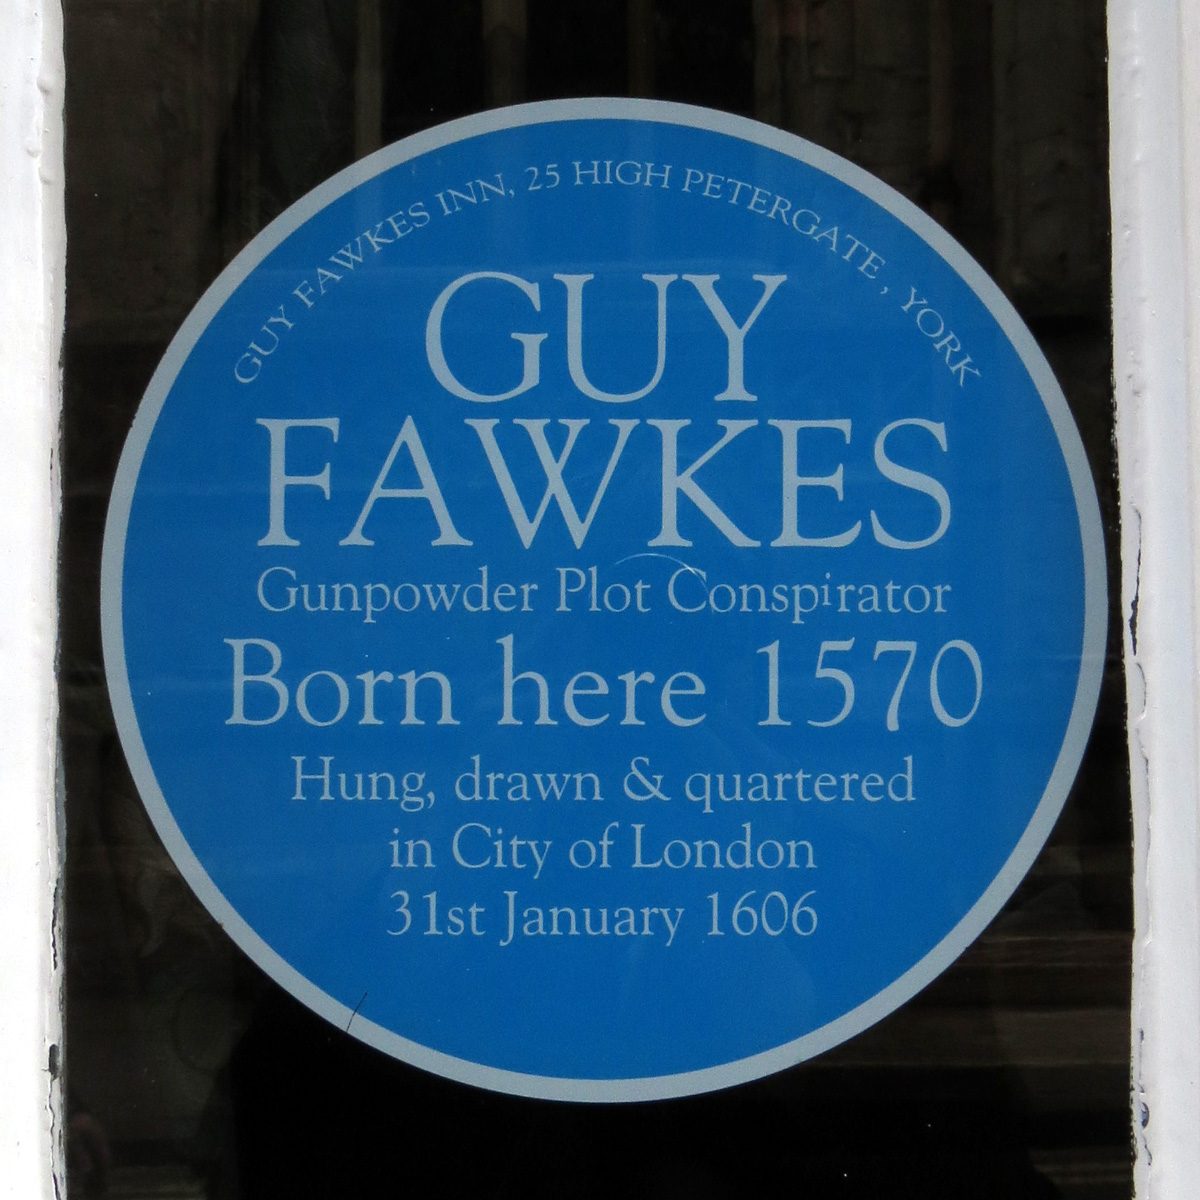 GUY FAWKES INN, 25 HIGH PETERGATE, YORK
GUY
FAWKES
Gunpowder Plot Conspirator
Born here 1570
Hung, drawn & quartered
in City of London
31st January 1606